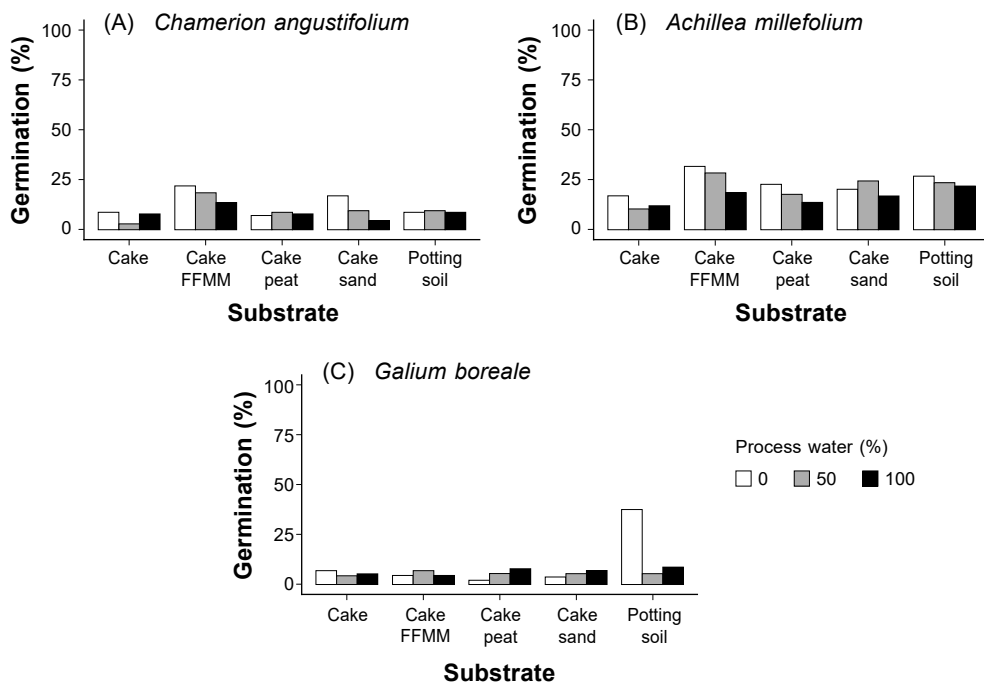 (A) Chamerion angustifolium
100
75
50
25
0
Germination (%)
Cake
Cake FFMM
Cake peat
Cake sand
Potting soil
Substrate
(B) Achillea millefolium
100
75
50
25
0
Germination (%)
Cake
Cake FFMM
Cake peat
Cake sand
Potting soil
Substrate
(C) Galium boreale
100
75
50
25
0
Germination (%)
Cake
Cake FFMM
Cake peat
Cake sand
Potting soil
Substrate
Process water (%)
0 50 100